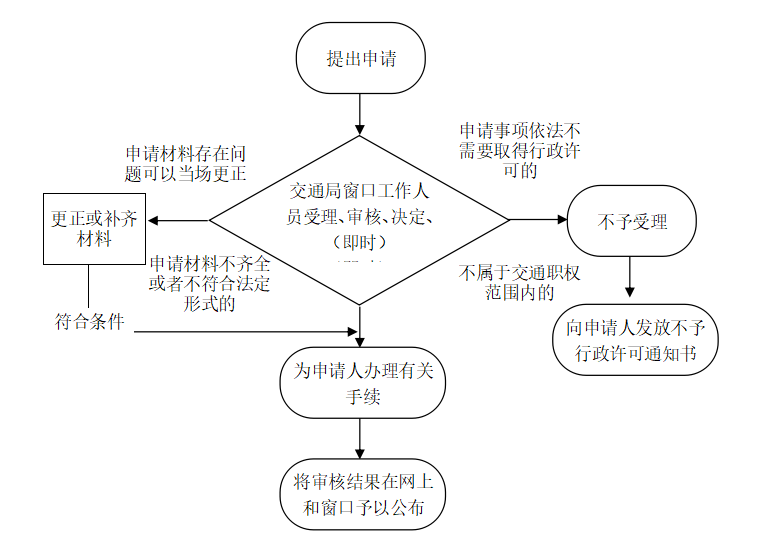 提出申请
申请材料存在问
题可以当场更正
申请事项依法不
需要取得行政许
可的
交通局窗口工作人
员受理、审核、决定、
（即时）
更正或补齐
材料
不予受理
申请材料不齐全
或者不符合法定
形式的
不属于交通职权
范围内的
符合条件
向申请人发放不予
行政许可通知书
为申请人办理有关
手续
将审核结果在网上
和窗口予以公布